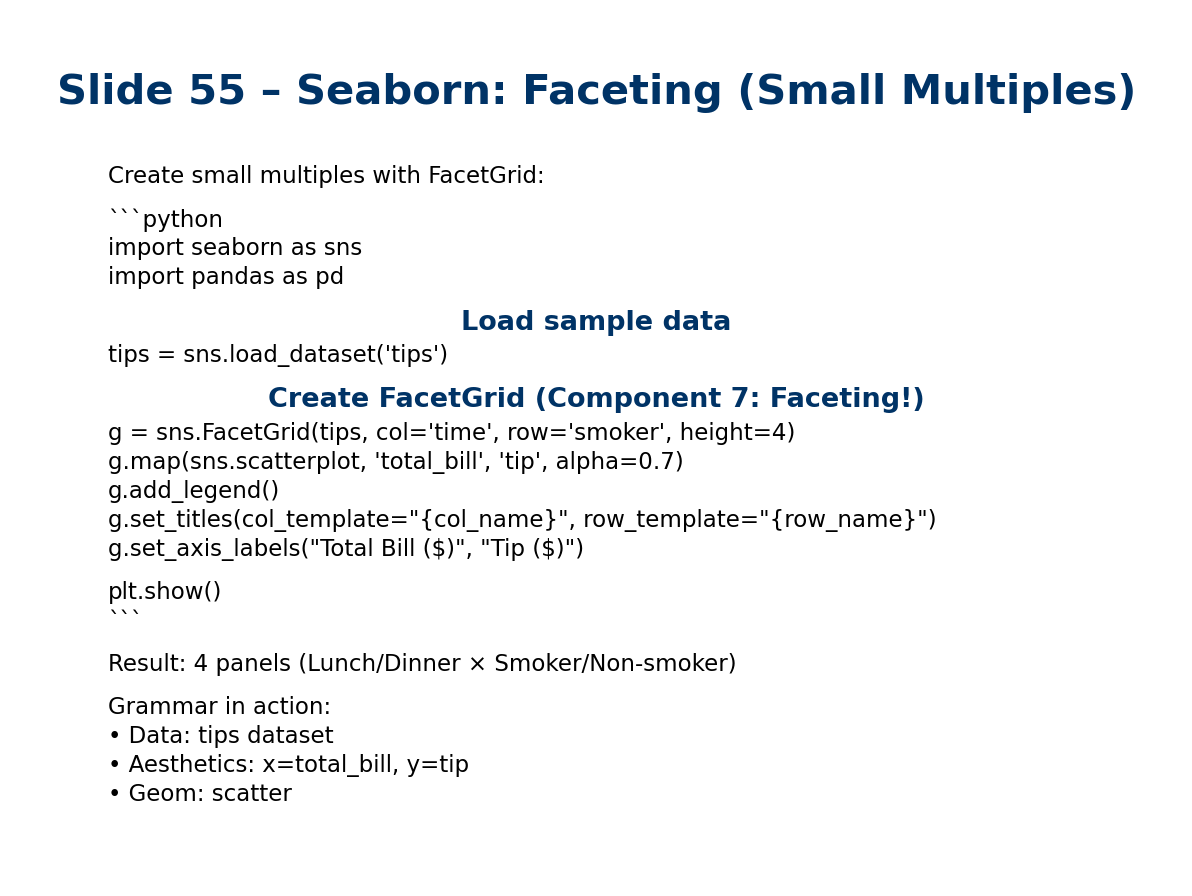 Slide 55 – Seaborn: Faceting (Small Multiples)
Create small multiples with FacetGrid:
```python
import seaborn as sns
import pandas as pd
Load sample data
tips = sns.load_dataset('tips')
Create FacetGrid (Component 7: Faceting!)
g = sns.FacetGrid(tips, col='time', row='smoker', height=4)
g.map(sns.scatterplot, 'total_bill', 'tip', alpha=0.7)
g.add_legend()
g.set_titles(col_template="{col_name}", row_template="{row_name}")
g.set_axis_labels("Total Bill ($)", "Tip ($)")
plt.show()
```
Result: 4 panels (Lunch/Dinner × Smoker/Non-smoker)
Grammar in action:
• Data: tips dataset
• Aesthetics: x=total_bill, y=tip
• Geom: scatter